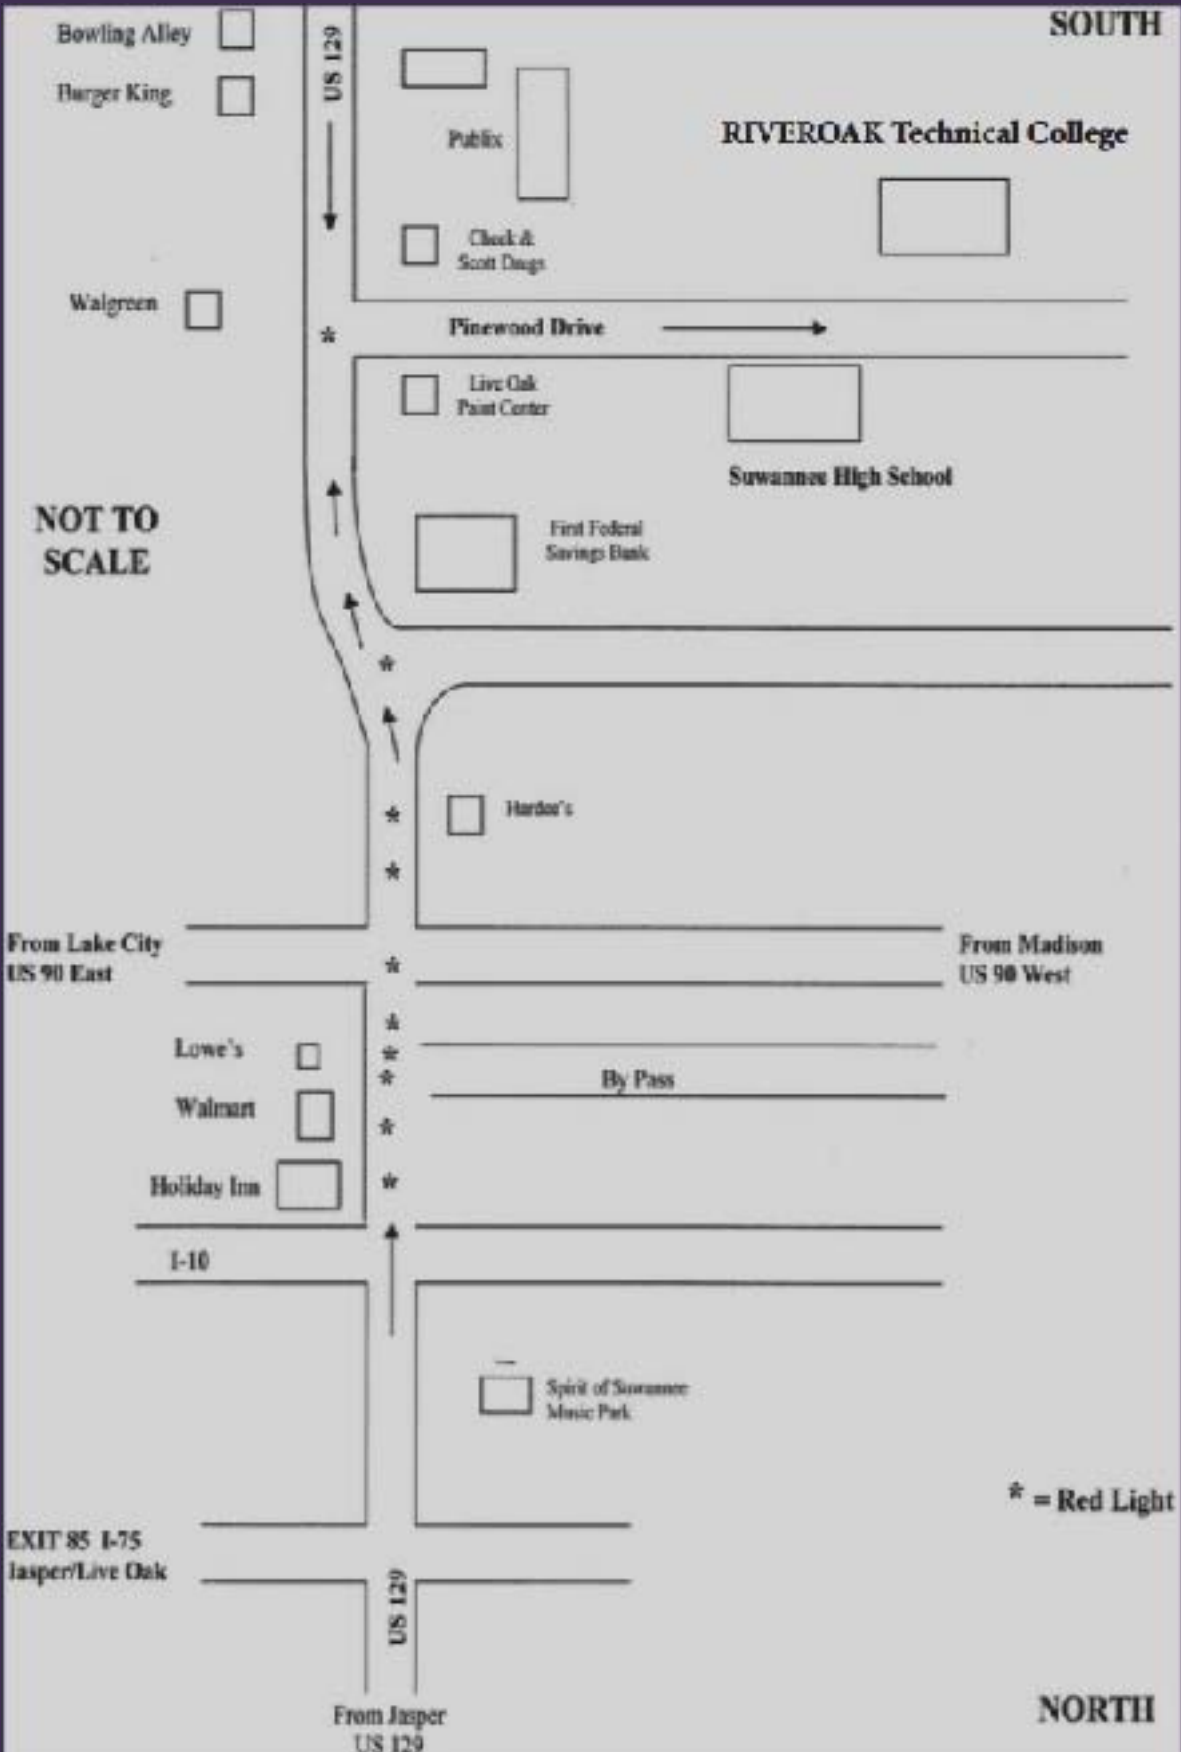 SOUTH
Bowling Alley
US 129
Burger King
Publix
RIVEROAK Technical College
Check &
Scott Drugs
Walgreen
*
Pinewood Drive
Live Oak
Paint Center
Suwannee High School
NOT TO
SCALE
First Federal
Savings Bank
*
*
Hardee's
*
From Lake City
US 90 East
*
From Madison
US 90 West
*
Lowe's
*
*
By Pass
Walmart
*
Holiday Inn
*
I-10
Spirit of Suwannee
Music Park
* = Red Light
EXIT 85 I-75
Jasper/Live Oak
US 129
From Jasper
US 129
NORTH